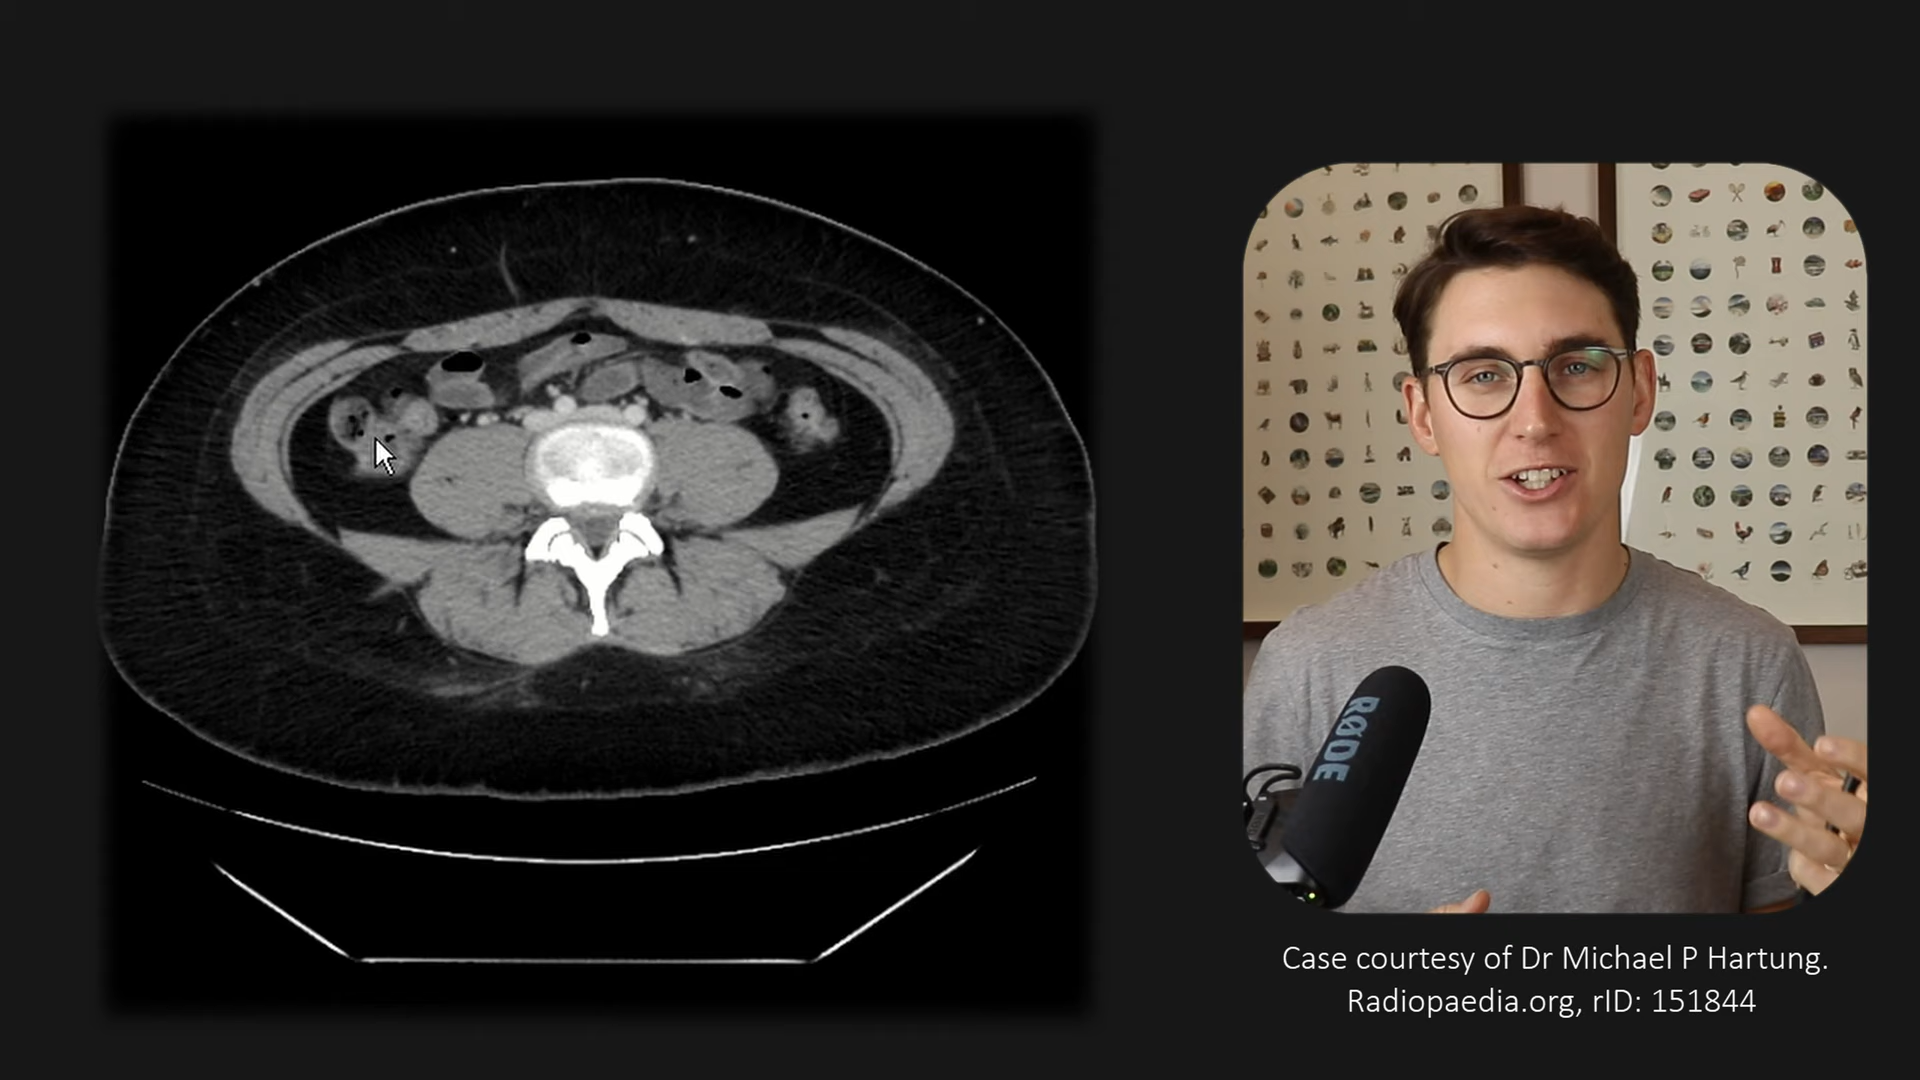 RØDE
Case courtesy of Dr Michael P Hartung.
Radiopaedia.org, rID: 151844